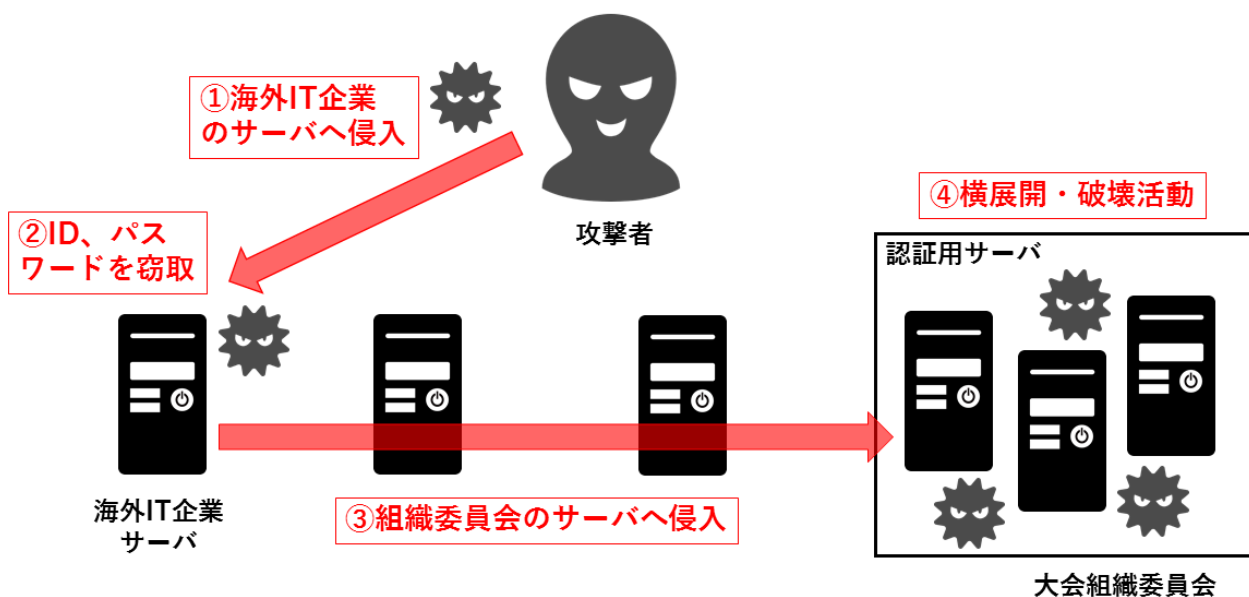 ①海外IT企業
のサーバへ侵入
攻撃者
②ID、パス
ワードを窃取
④横展開・破壊活動
認証用サーバ
海外IT企業
サーバ
③組織委員会のサーバへ侵入
大会組織委員会